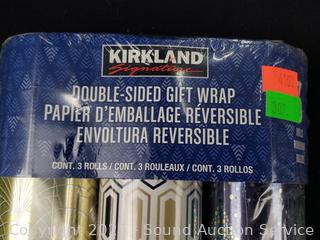 KIRKLAND
Signature
DOUBLE-SIDED GIFT WRAP
PAPIER D'EMBALLAGE RÉVERSIBLE
ENVOLTURA REVERSIBLE
CONT. 3 ROLLS / CONT. 3 ROULEAUX / CONT. 3 ROLLOS
Sound Auction Service